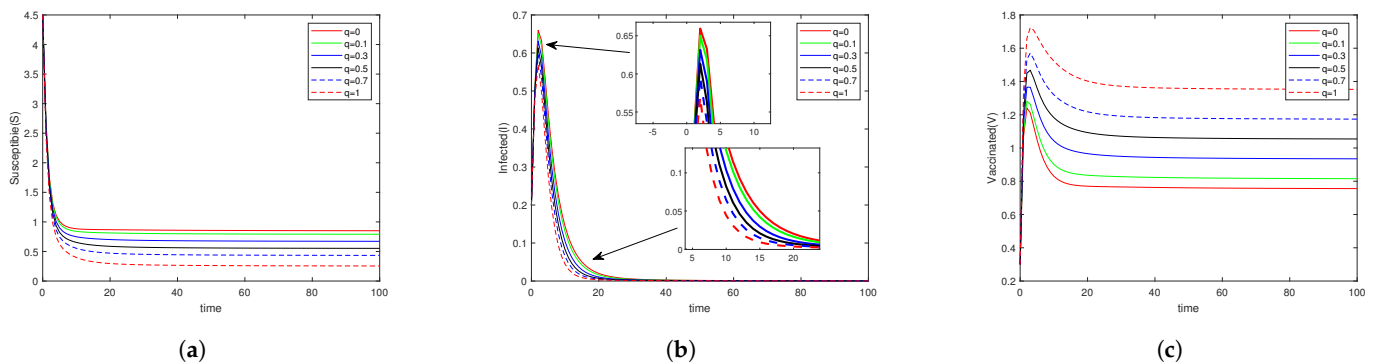 4.5
4
3.5
3
2.5
2
1.5
1
0.5
0
Susceptible(S)
0 20 40 60 80 100
time
q=0
q=0.1
q=0.3
q=0.5
q=0.7
q=1
(a)
0.7
0.6
0.5
0.4
0.3
0.2
0.1
0
Infected(I)
0 20 40 60 80 100
time
0.65
0.6
0.55
-5 0 5 10
0.1
0.05
0
5 10 15 20
q=0
q=0.1
q=0.3
q=0.5
q=0.7
q=1
(b)
1.8
1.6
1.4
1.2
1
0.8
0.6
0.4
0.2
Vaccinated(V)
0 20 40 60 80 100
time
q=0
q=0.1
q=0.3
q=0.5
q=0.7
q=1
(c)